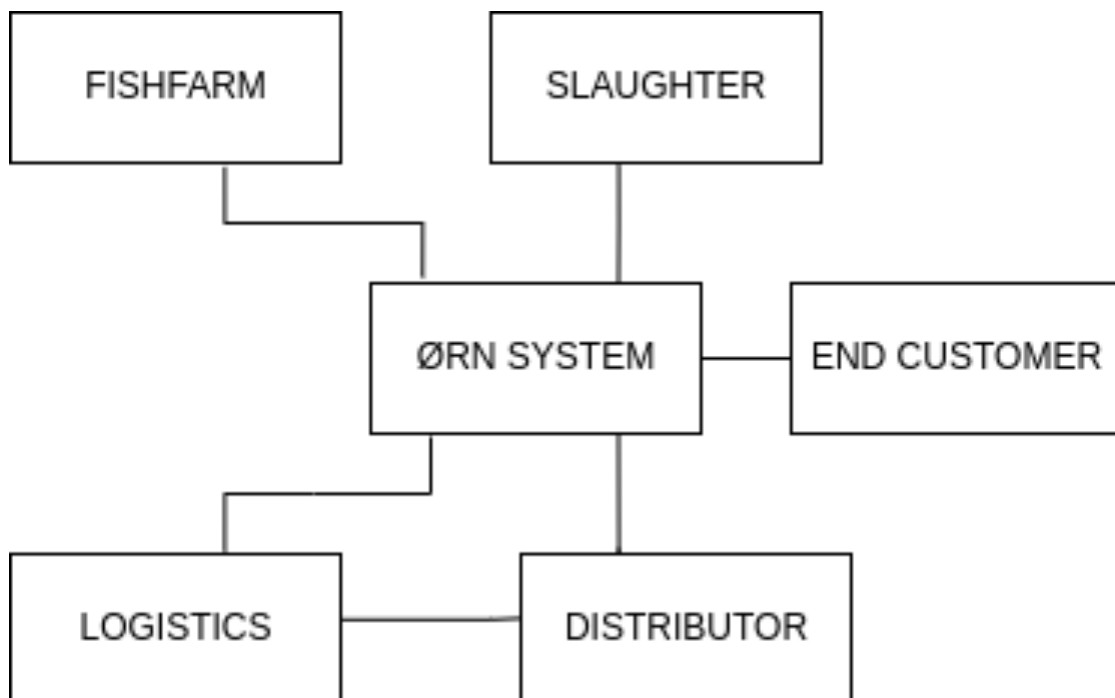 FISHFARM
SLAUGHTER
ØRN SYSTEM
END CUSTOMER
LOGISTICS
DISTRIBUTOR